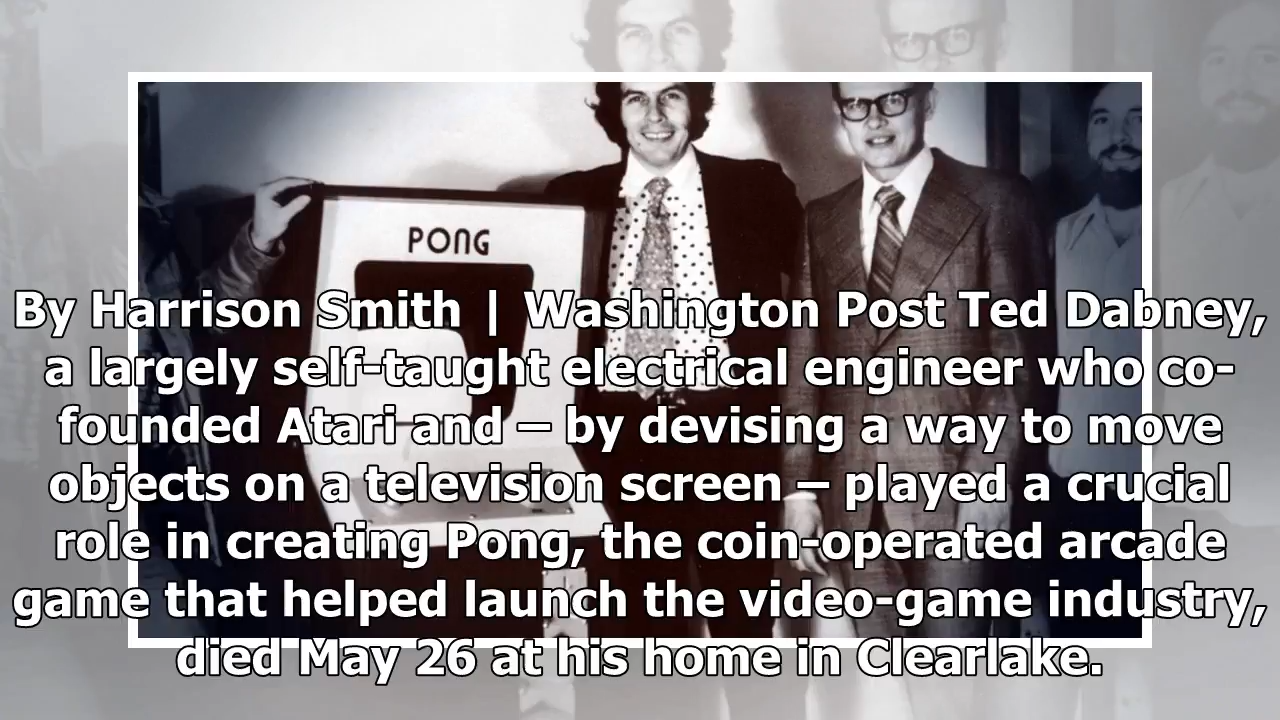 PONG
By Harrison Smith | Washington Post Ted Dabney,
a largely self-taught electrical engineer who co-
founded Atari and – by devising a way to move
objects on a television screen – played a crucial
role in creating Pong, the coin-operated arcade
game that helped launch the video-game industry,
died May 26 at his home in Clearlake.